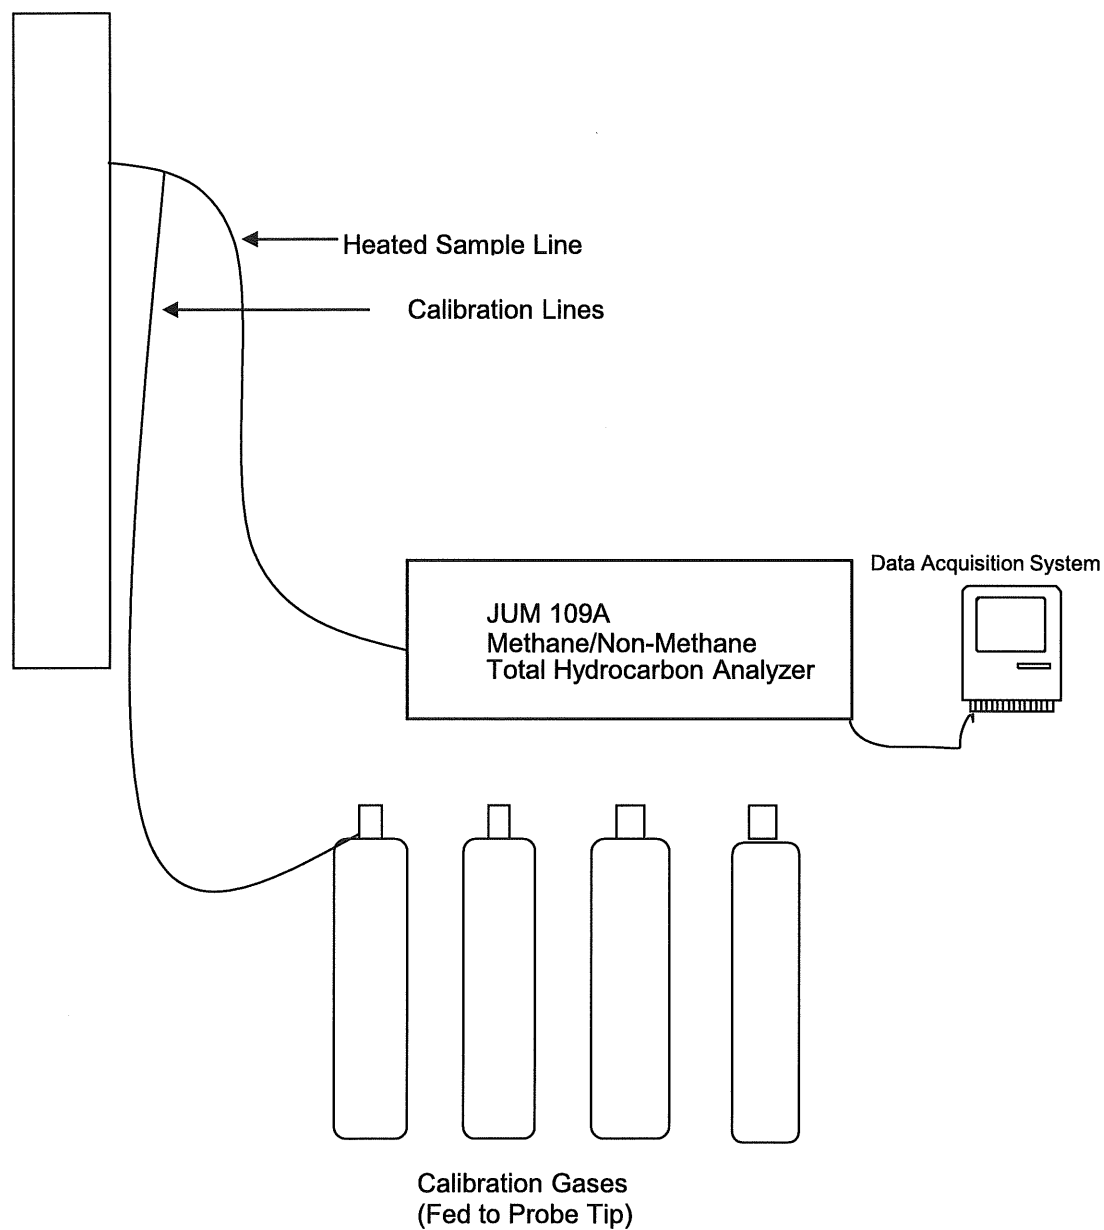 Heated Sample Line
Calibration Lines
Data Acquisition System
JUM 109A
Methane/Non-Methane
Total Hydrocarbon Analyzer
Calibration Gases
(Fed to Probe Tip)